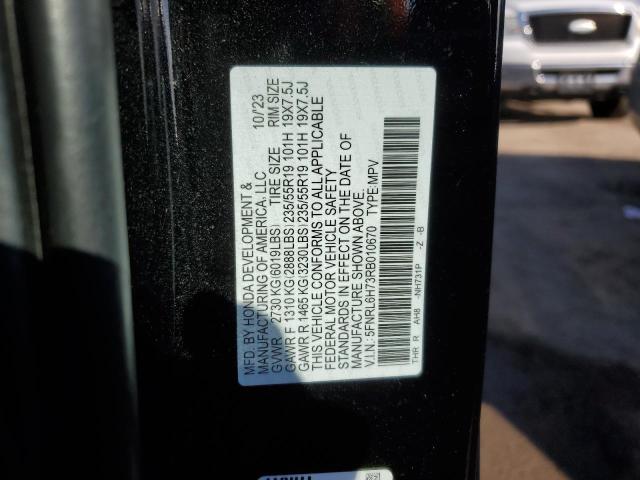 MFD. BY HONDA DEVELOPMENT & 10/'23
MANUFACTURING OF AMERICA, LLC
GVWR 2730 KG(6019LBS) TIRE SIZE RIM SIZE
GAWR F 1310 KG(2888LBS) 235/55R19 101H 19X7.5J
GAWR R 1465 KG(3230LBS) 235/55R19 101H 19X7.5J
THIS VEHICLE CONFORMS TO ALL APPLICABLE
FEDERAL MOTOR VEHICLE SAFETY
STANDARDS IN EFFECT ON THE DATE OF
MANUFACTURE SHOWN ABOVE.
V.I.N.: 5FNRL6H73RB010670 TYPE:MPV
THR R AH8 -NH731P -Z -B